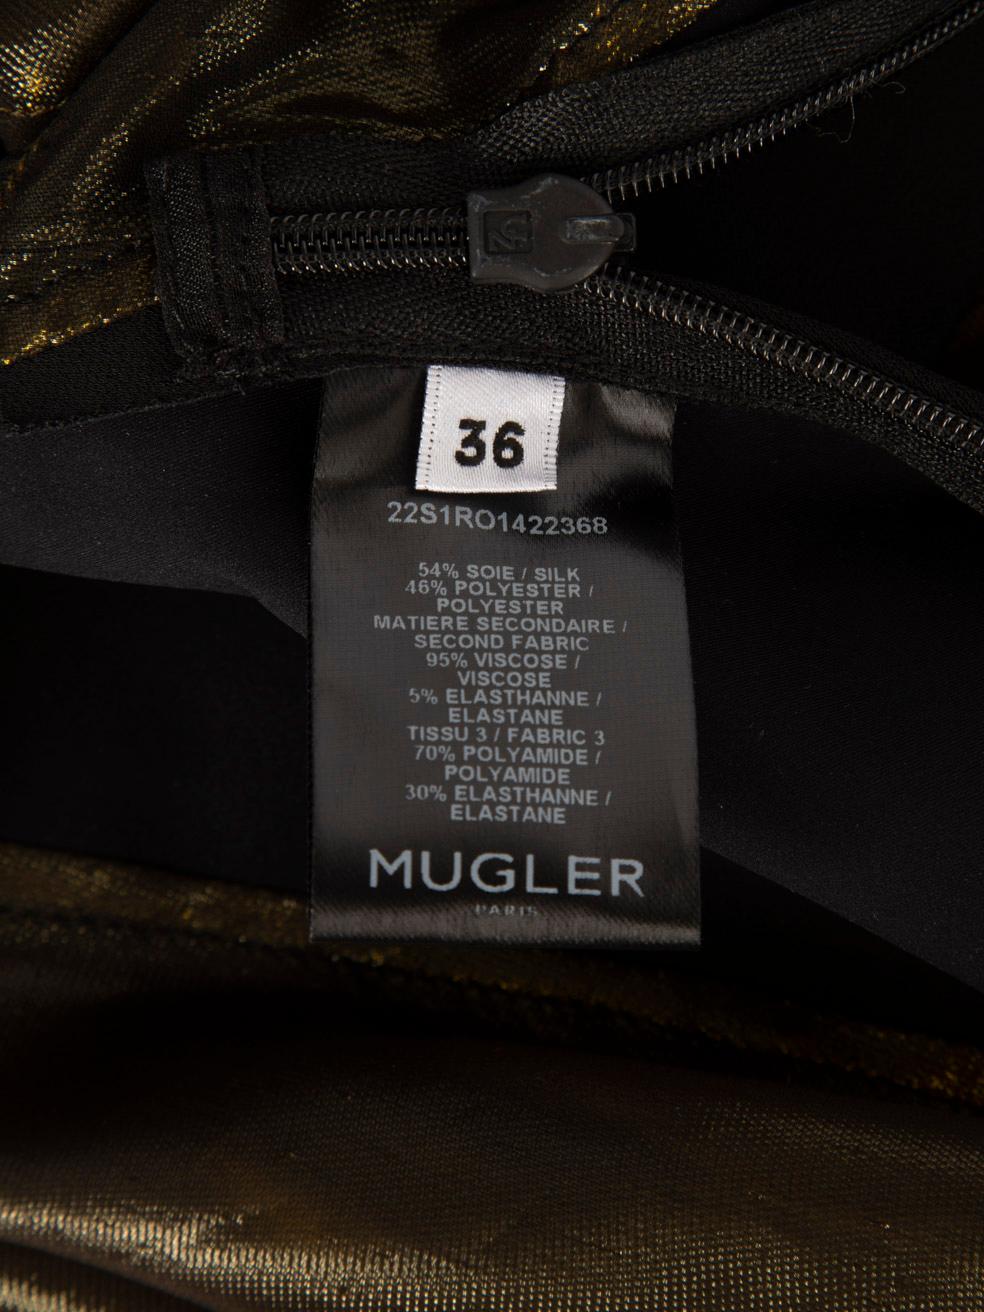 36
22S1RO1422368
54% SOIE / SILK
46% POLYESTER /
POLYESTER
MATIERE SECONDAIRE /
SECOND FABRIC
95% VISCOSE /
VISCOSE
5% ELASTHANNE /
ELASTANE
TISSU 3 / FABRIC 3
70% POLYAMIDE /
POLYAMIDE
30% ELASTHANNE /
ELASTANE
MUGLER
PARIS